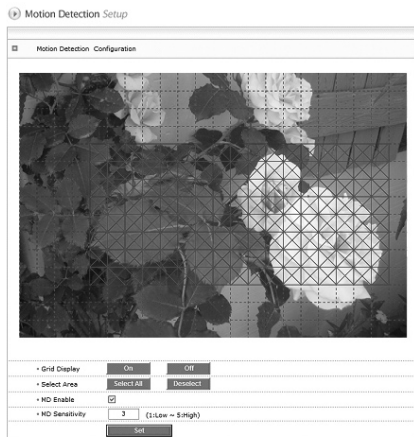 Motion Detection Setup
Motion Detection Configuration
• Grid Display On Off
• Select Area Select All Deselect
• MD Enable
• MD Sensitivity 3 (1:Low ~ 5:High)
Set